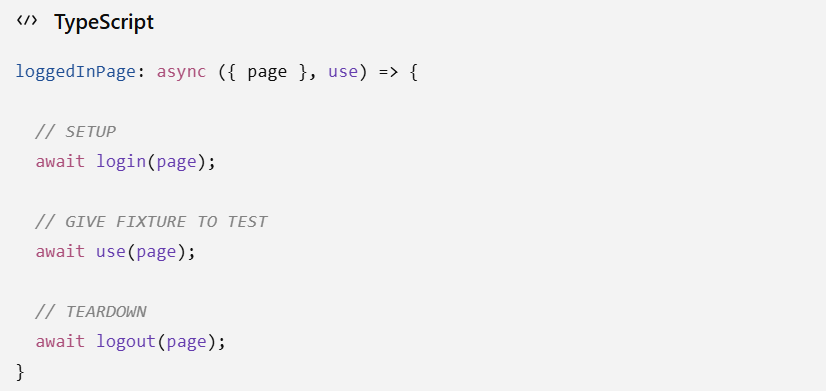 </> TypeScript
loggedInPage: async ({ page }, use) => {
// SETUP
await login(page);
// GIVE FIXTURE TO TEST
await use(page);
// TEARDOWN
await logout(page);
}